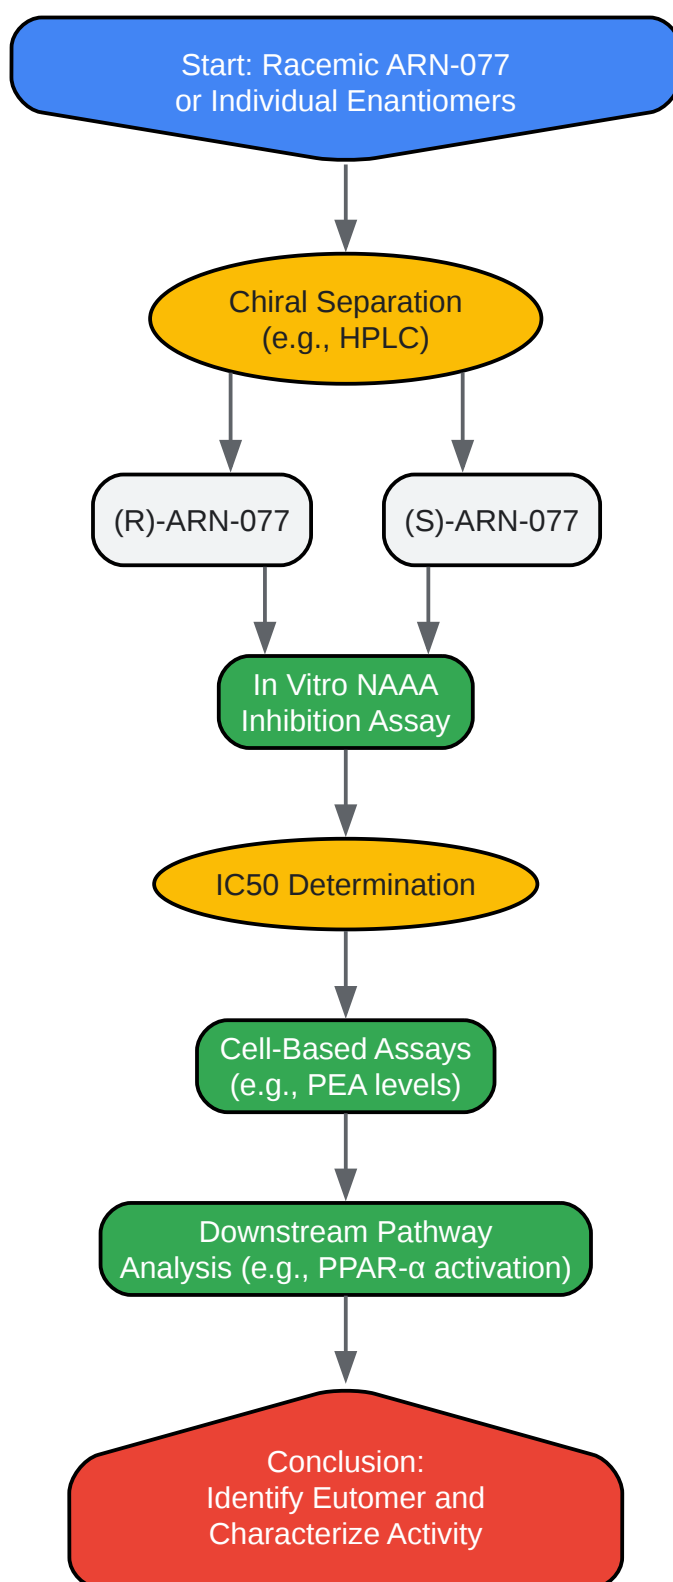 Start: Racemic ARN-077
or Individual Enantiomers
Chiral Separation
(e.g., HPLC)
(R)-ARN-077
(S)-ARN-077
In Vitro NAAA
Inhibition Assay
IC50 Determination
Cell-Based Assays
(e.g., PEA levels)
Downstream Pathway
Analysis (e.g., PPAR-α activation)
Conclusion:
Identify Eutomer and
Characterize Activity